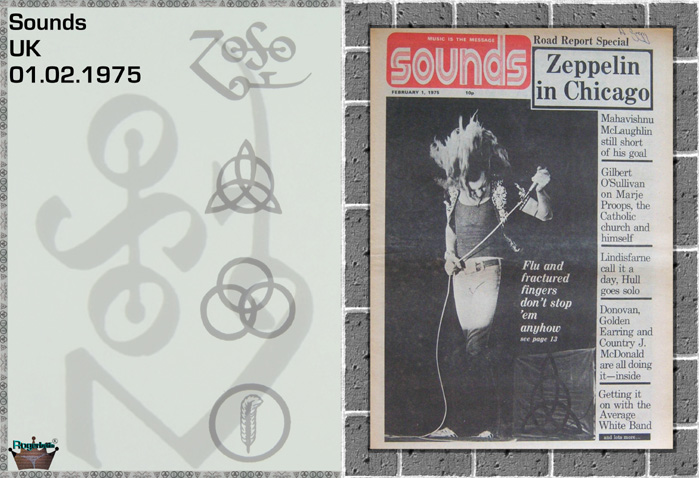 Sounds
UK
01.02.1975
ZoSo
MUSIC IS THE MESSAGE
sounds
FEBRUARY 1, 1975 10p
Road Report Special
Zeppelin
in Chicago
Mahavishnu
McLaughlin
still short
of his goal
Gilbert
O'Sullivan
on Marje
Proops, the
Catholic
church and
himself
Lindisfarne
call it a
day, Hull
goes solo
Donovan,
Golden
Earring and
Country J.
McDonald
are all doing
it—inside
Getting it
on with the
Average
White Band
and lots more...
Flu and
fractured
fingers
don't stop
'em
anyhow
see page 13